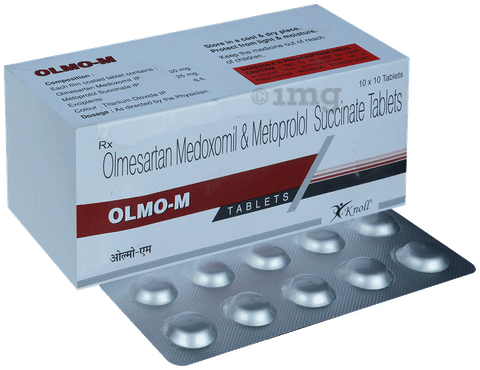 OLMO-M
Composition :
Each film coated tablet contains
Olmesartan Medoxomil IP 20 mg
Metoprolol Succinate IP 25 mg
Excipients q.s.
Colour : Titanium Dioxide IP
Dosage : As directed by the Physician.
Store in a cool & dry place.
Protect from light & moisture.
Keep the medicine out of reach
of children.
1mg
10 x 10 Tablets
Rx
Olmesartan Medoxomil & Metoprolol Succinate Tablets
OLMO-M
TABLETS
Knoll®
ओल्मो-एम